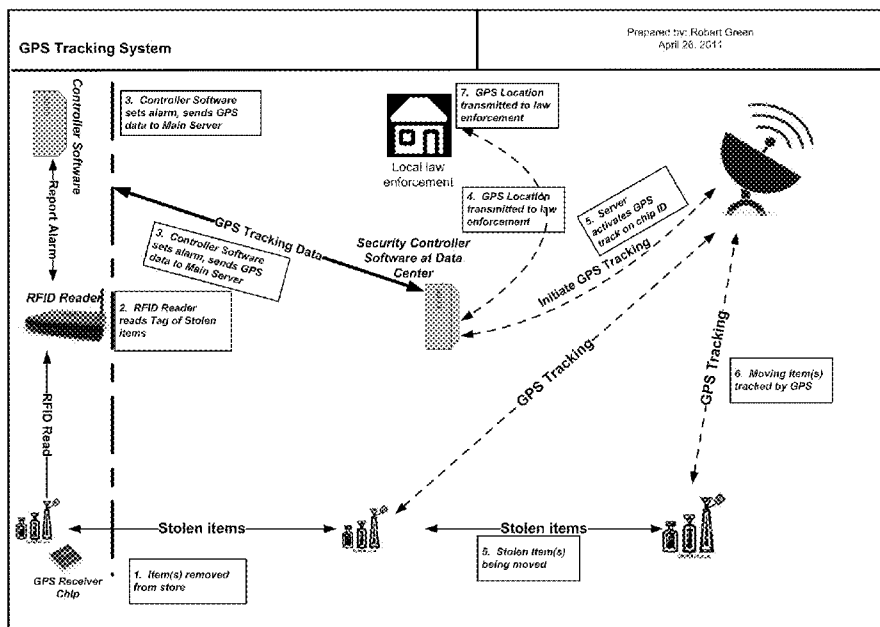 GPS Tracking System
Prepared by: Robert Green
April 26, 2011
Controller Software
3. Controller Software
sets alarm, sends GPS
data to Main Server
Report Alarm
Local law
enforcement
7. GPS Location
transmitted to law
enforcement
4. GPS Location
transmitted to law
enforcement
5. Server
activates GPS
track on chip ID
Initiate GPS Tracking
GPS Tracking Data
3. Controller Software
sets alarm, sends GPS
data to Main Server
Security Controller
Software at Data
Center
RFID Reader
2. RFID Reader
reads Tag of Stolen
items
RFID Read
GPS Tracking
GPS Tracking
6. Moving Item(s)
tracked by GPS
Stolen items
Stolen items
5. Stolen Item(s)
being moved
GPS Receiver
Chip
1. Item(s) removed
from store